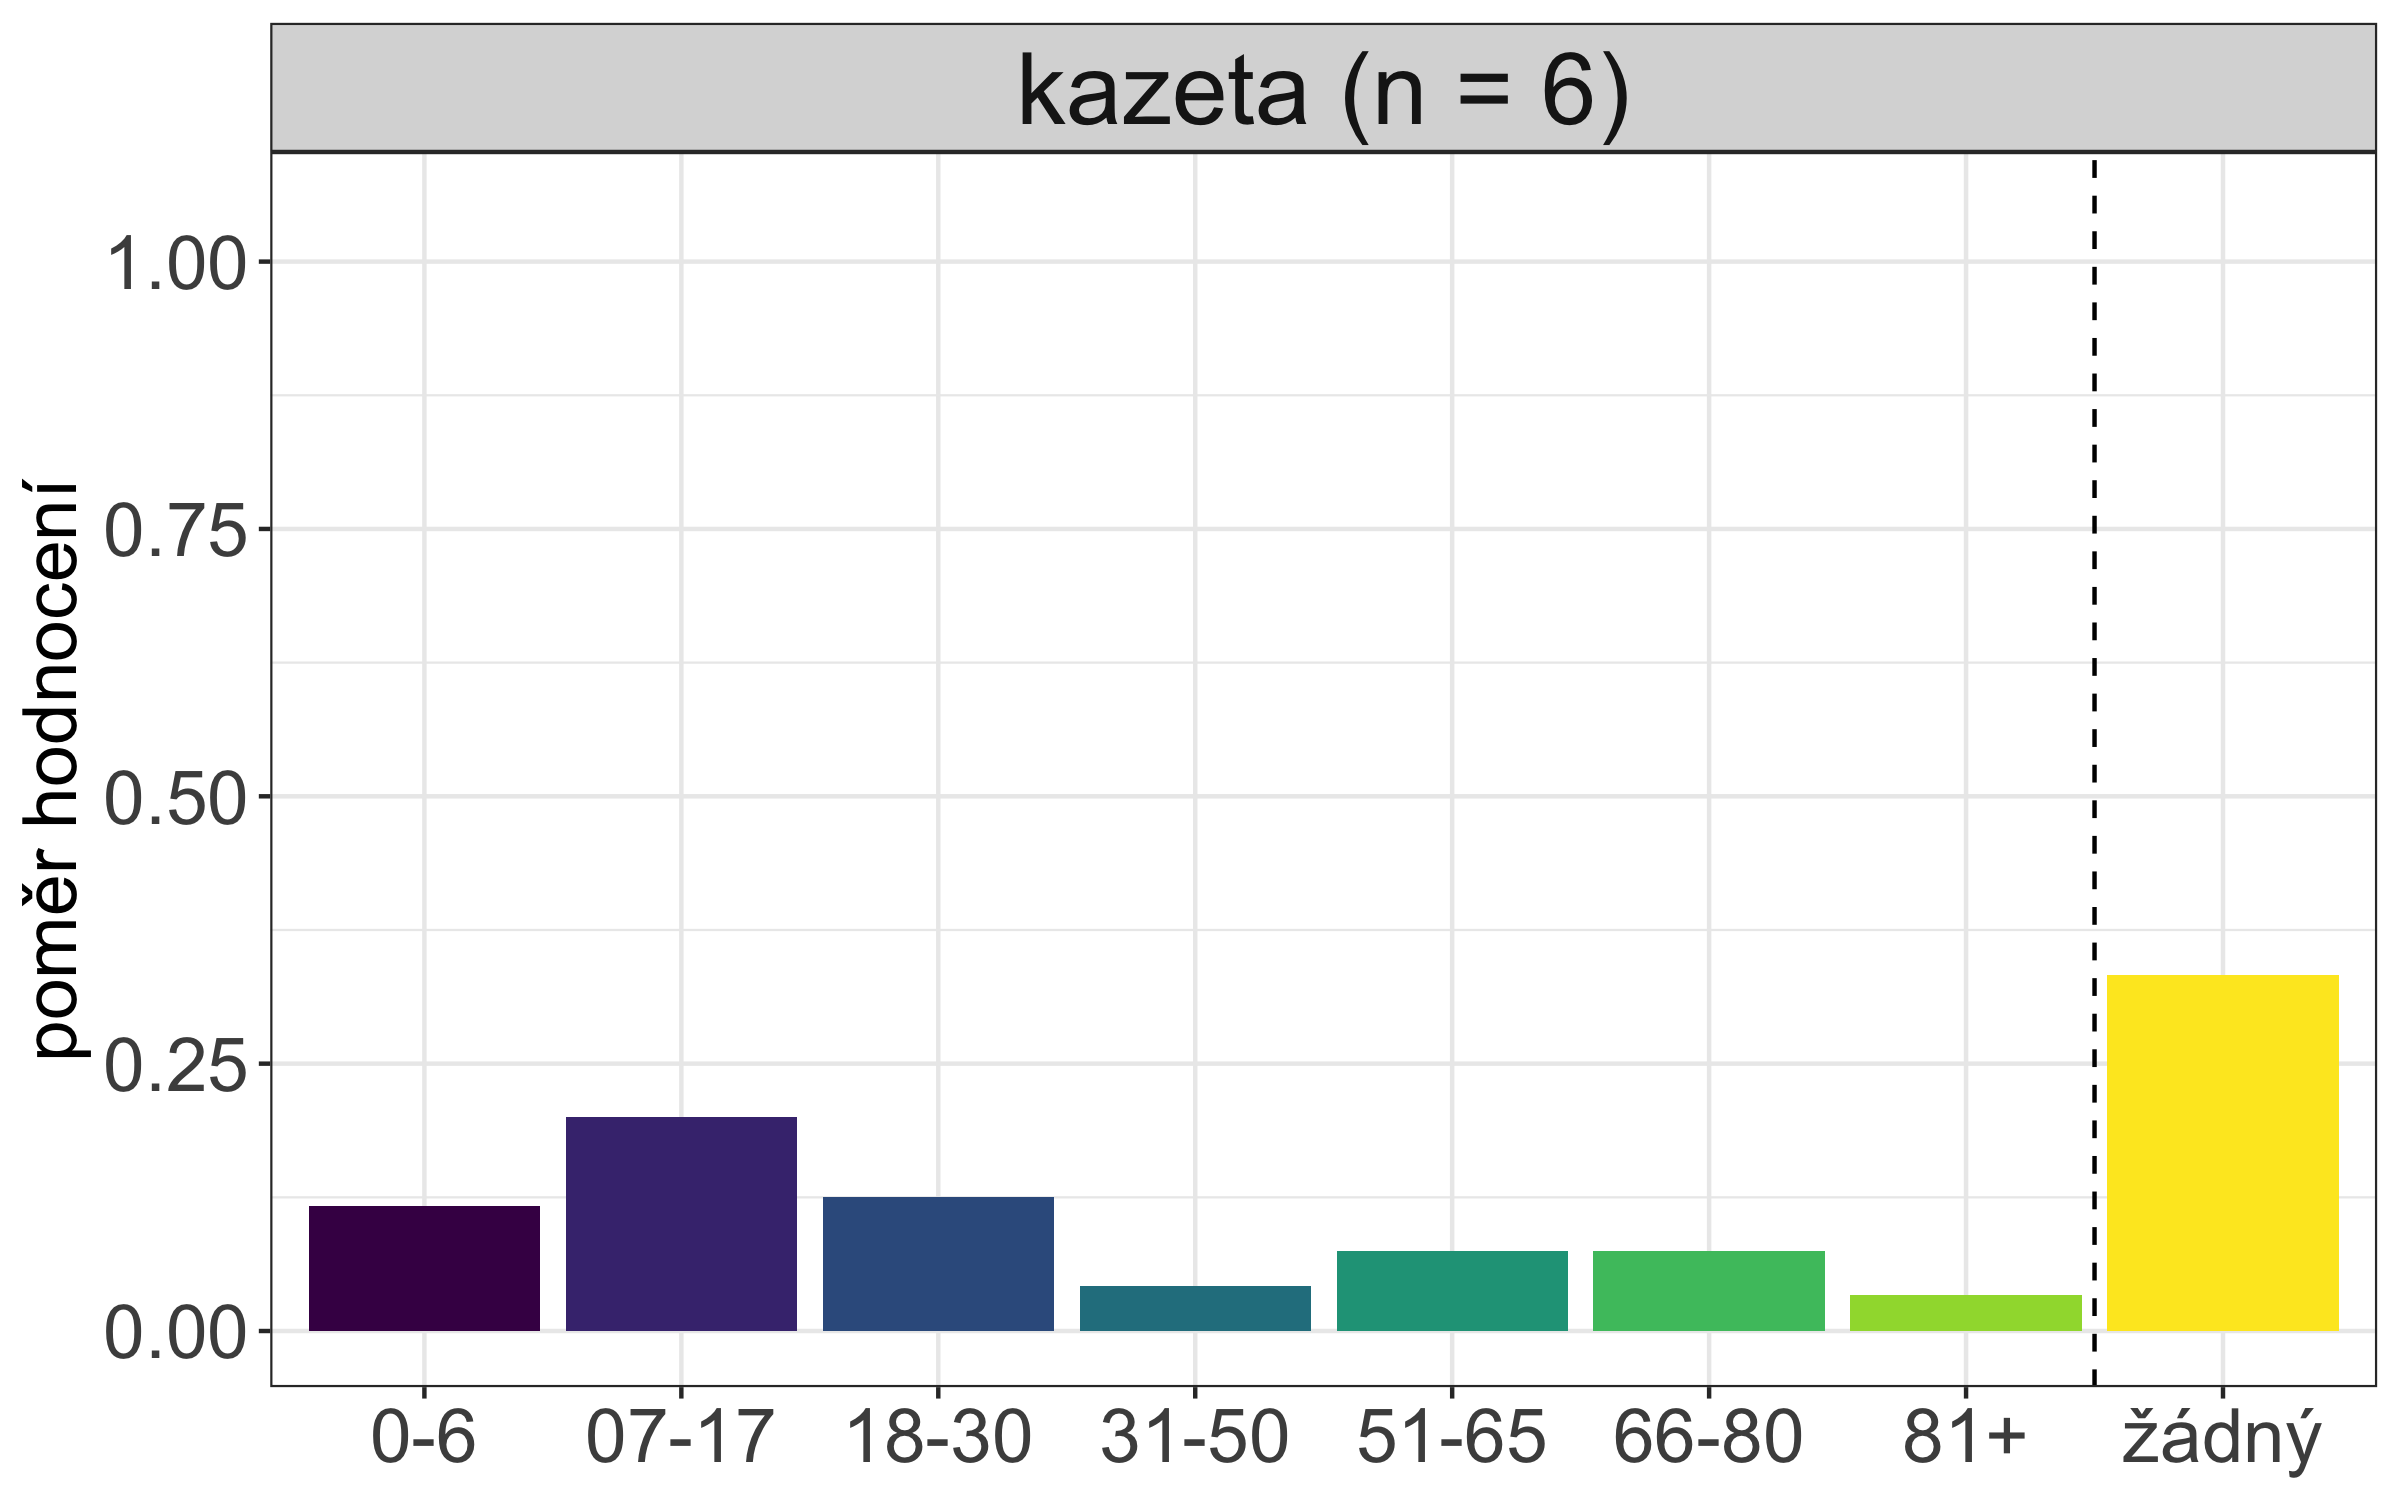 kazeta (n = 6)
poměr hodnocení
1.00
0.75
0.50
0.25
0.00
0-6 07-17 18-30 31-50 51-65 66-80 81+ žádný